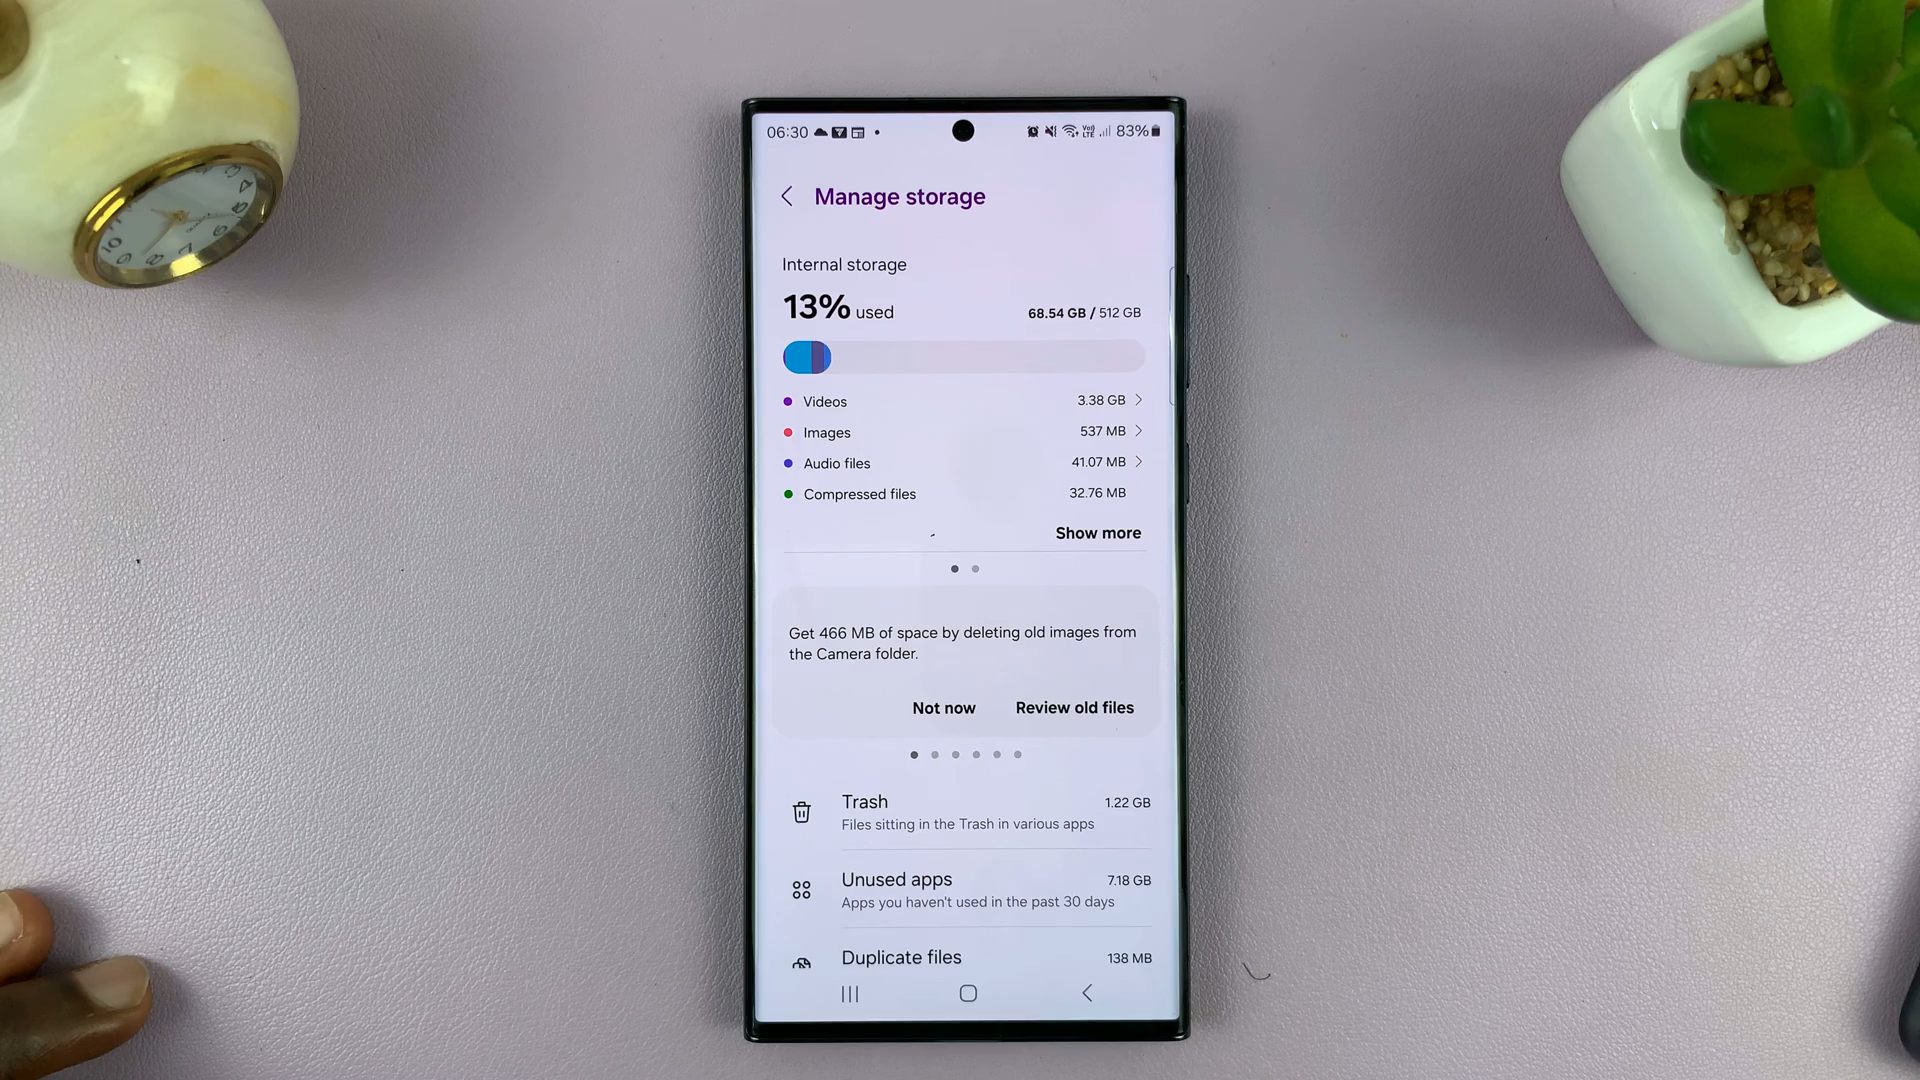 06:30
83%
Manage storage
Internal storage
13% used
68.54 GB / 512 GB
Videos 3.38 GB
Images 537 MB
Audio files 41.07 MB
Compressed files 32.76 MB
Show more
Get 466 MB of space by deleting old images from
the Camera folder.
Not now Review old files
Trash 1.22 GB
Files sitting in the Trash in various apps
Unused apps 7.18 GB
Apps you haven't used in the past 30 days
Duplicate files 138 MB